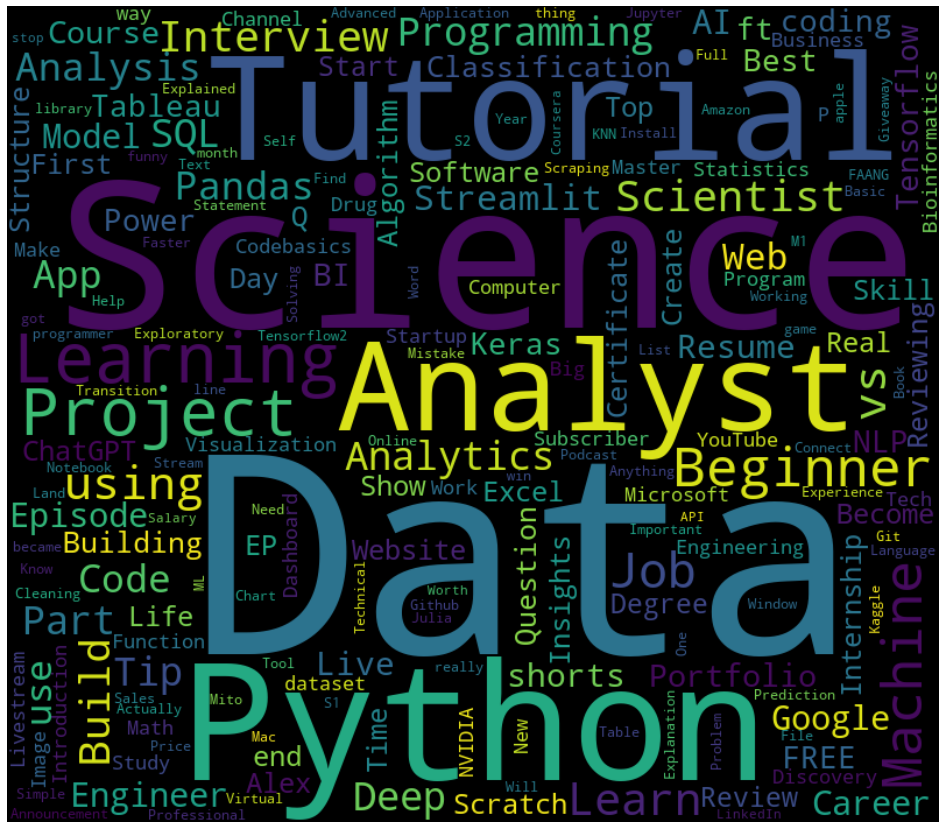 way
Channel
Advanced
Application
thing
Jupyter
stop
Course
Interview
Programming
AI
ft
coding
Business
Full
Analysis
Start
Classification
Best
Tutorial
Explained
library
Tableau
Top
Amazon
P
apple
Giveaway
Tensorflow
Bioinformatics
Structure
Model
SQL
Self
S2
Year
Coursera
KNN
Install
First
funny
month
Algorithm
Scraping
Master
Statistics
FAANG
Text
Find
Software
Basic
Pandas
Drug
Streamlit
Scientist
Statement
Power
Q
Science
Make
Faster
Codebasics
M1
Web
App
Day
BI
Solving
Word
Computer
Certificate
Create
Program
Working
Skill
Help
got
programmer
Exploratory
Tensorflow2
Startup
game
Learning
Mistake
Keras
List
Resume
Real
Reviewing
Transition
line
Analyst
Big
Book
vs
Project
ChatGPT
Visualization
Online
Subscriber
YouTube
Connect
NLP
Podcast
Notebook
Stream
Analytics
Anything
Beginner
using
Land
Show
Work
win
Excel
Microsoft
Experience
Tech
Episode
Salary
Need
API
Become
became
Building
EP
Dashboard
Website
Question
Insights
Important
Engineering
Git
Language
Know
Data
Job
Code
Cleaning
ML
Chart
Technical
Worth
Github
Julia
Degree
Window
Internship
Kaggle
Machine
Part
Life
Function
One
Build
Tip
Tool
Live
really
shorts
Portfolio
Livestream
Image
use
Introduction
Sales
Actually
Mito
dataset
S1
Prediction
Python
Math
Time
NVIDIA
New
Explanation
Table
Problem
File
Google
Price
Mac
Study
end
Will
FREE
Simple
Alex
Discovery
Engineer
Virtual
Deep
Scratch
Learn
Review
Career
Announcement
Professional
LinkedIn